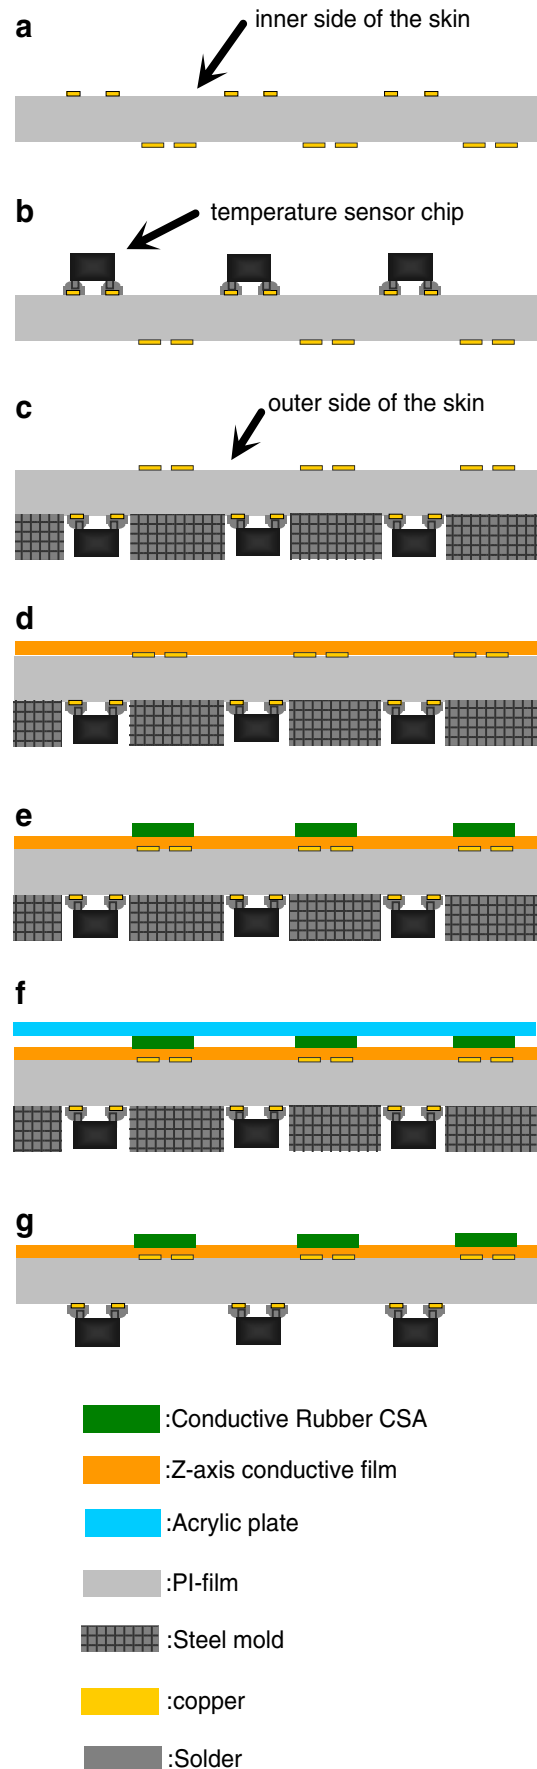 a
inner side of the skin
b
temperature sensor chip
c
outer side of the skin
d
e
f
g
:Conductive Rubber CSA
:Z-axis conductive film
:Acrylic plate
:PI-film
:Steel mold
:copper
:Solder